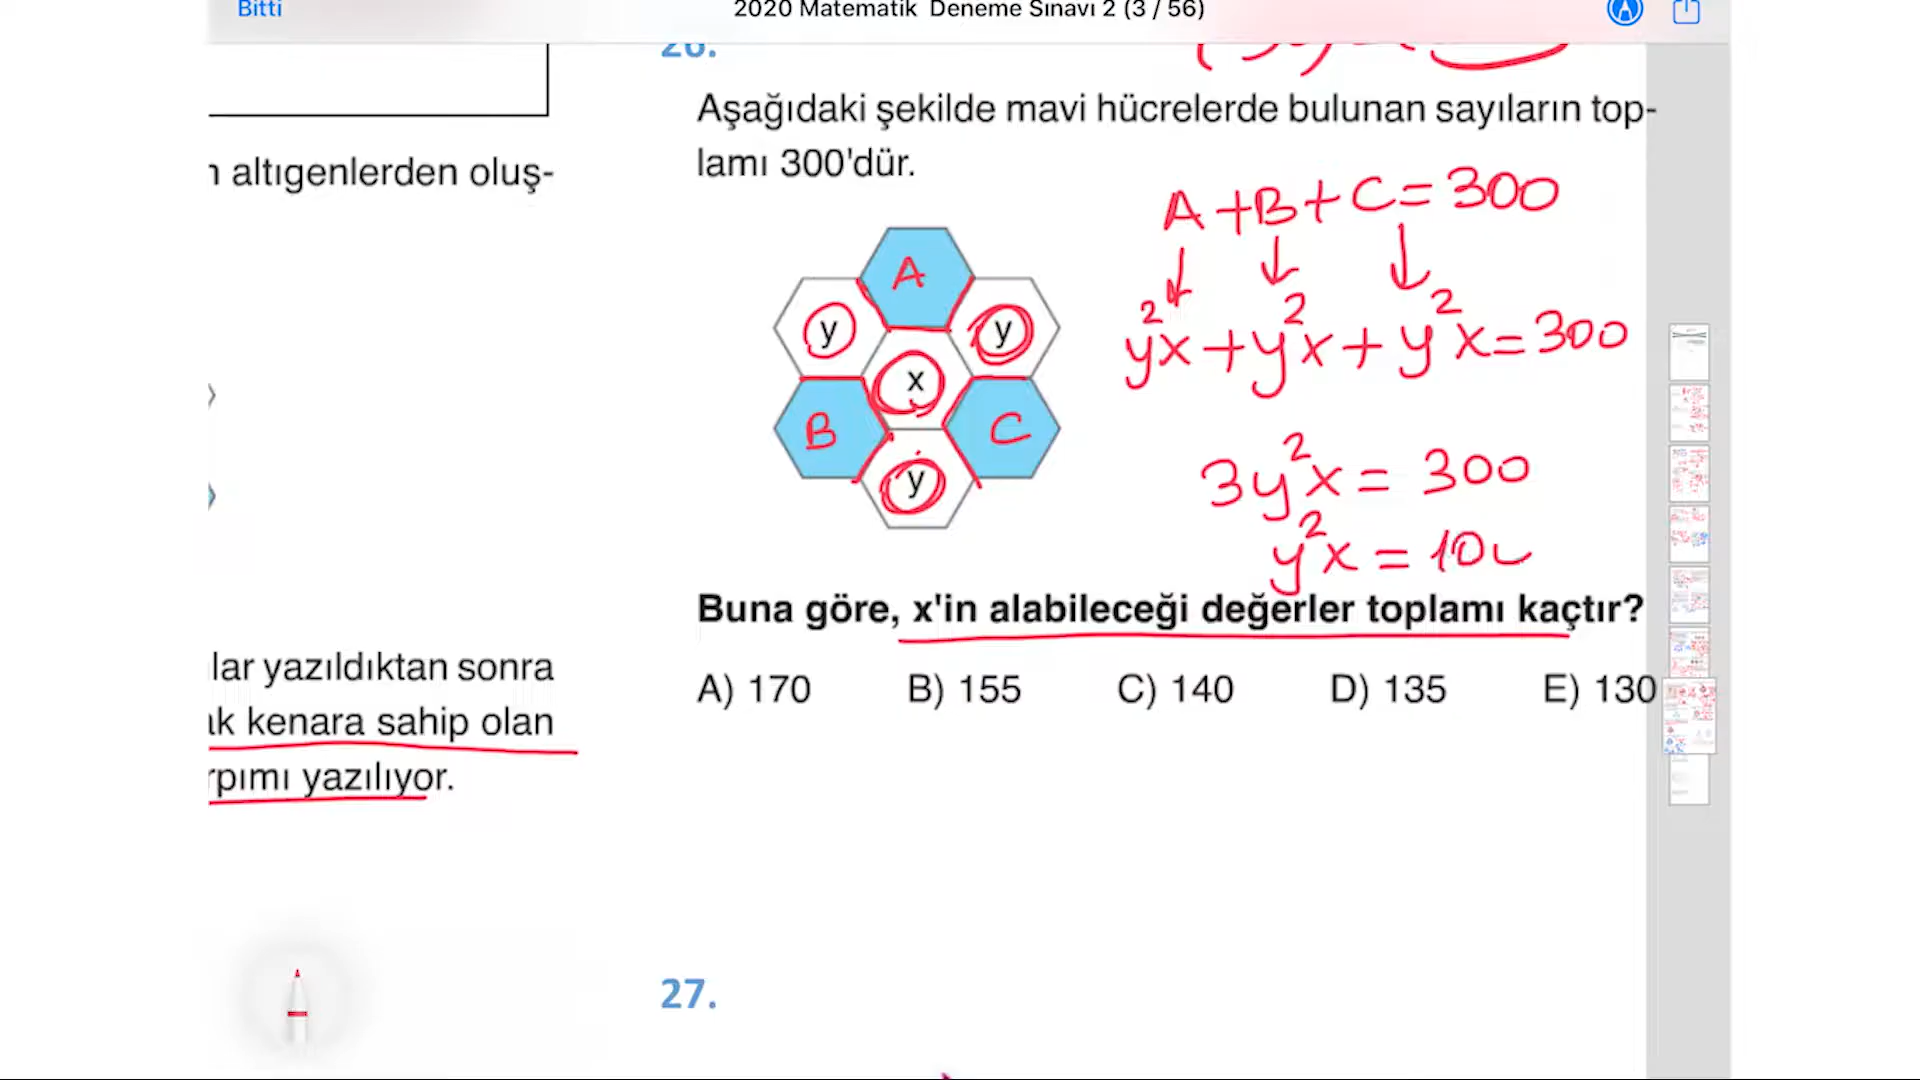 Bitti
2020 Matematik Deneme Sınavı 2 (3 / 56)
altıgenlerden oluş-
lar yazıldıktan sonra
ak kenara sahip olan
rpımı yazılıyor.
26.
Aşağıdaki şekilde mavi hücrelerde bulunan sayıların top-
lamı 300'dür.
A + B + C = 300
y²x + y²x + y²x = 300
3y²x = 300
y²x = 100
A
y
y
x
B
C
y
Buna göre, x'in alabileceği değerler toplamı kaçtır?
A) 170 B) 155 C) 140 D) 135 E) 130
27.